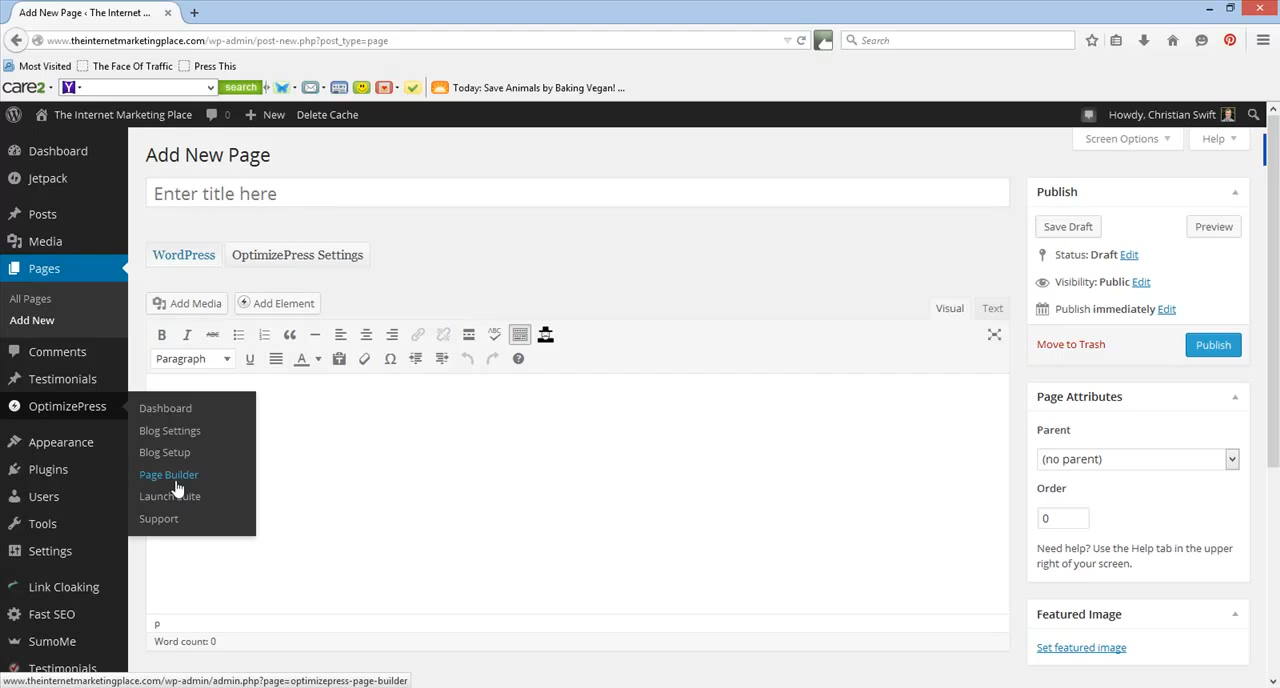 Add New Page ‹ The Internet ...
www.theinternetmarketingplace.com/wp-admin/post-new.php?post_type=page
Search
Most Visited
The Face Of Traffic
Press This
care2
search
Today: Save Animals by Baking Vegan! ...
The Internet Marketing Place
0
New
Delete Cache
Howdy, Christian Swift
Screen Options
Help
Dashboard
Jetpack
Posts
Media
Pages
All Pages
Add New
Comments
Testimonials
OptimizePress
Appearance
Plugins
Users
Tools
Settings
Link Cloaking
Fast SEO
SumoMe
Testimonials
Dashboard
Blog Settings
Blog Setup
Page Builder
Launch Suite
Support
Add New Page
Enter title here
WordPress
OptimizePress Settings
Add Media
Add Element
Visual
Text
B I ABC
ABC
Paragraph
U
A
Ω
p
Word count: 0
Publish
Save Draft
Preview
Status: Draft Edit
Visibility: Public Edit
Publish immediately Edit
Move to Trash
Publish
Page Attributes
Parent
(no parent)
Order
0
Need help? Use the Help tab in the upper
right of your screen.
Featured Image
Set featured image
www.theinternetmarketingplace.com/wp-admin/admin.php?page=optimizepress-page-builder